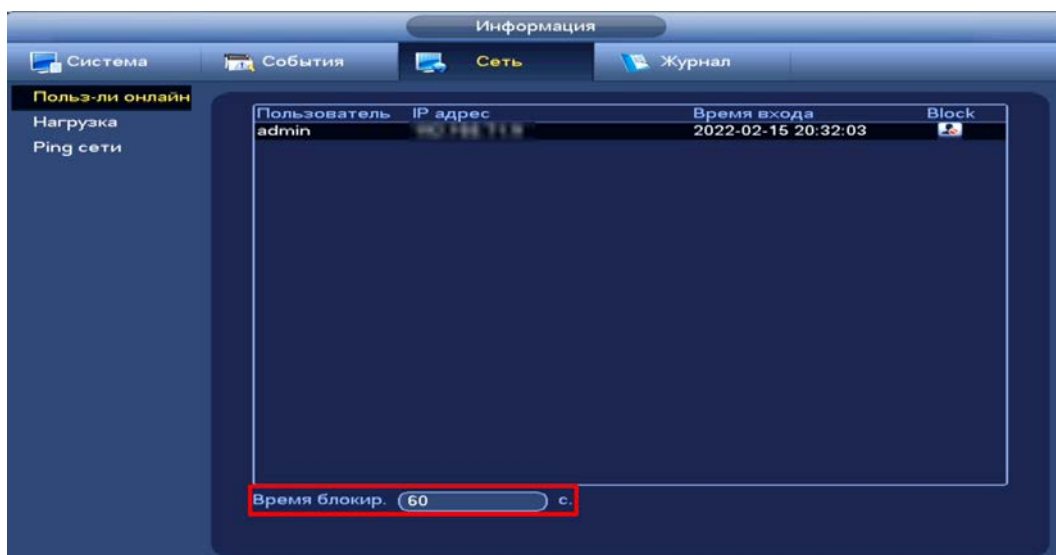 Информация
Система События Сеть Журнал
Польз-ли онлайн
Нагрузка
Ping сети
Пользователь IP адрес Время входа Block
admin 2022-02-15 20:32:03
Время блокир. 60 с.